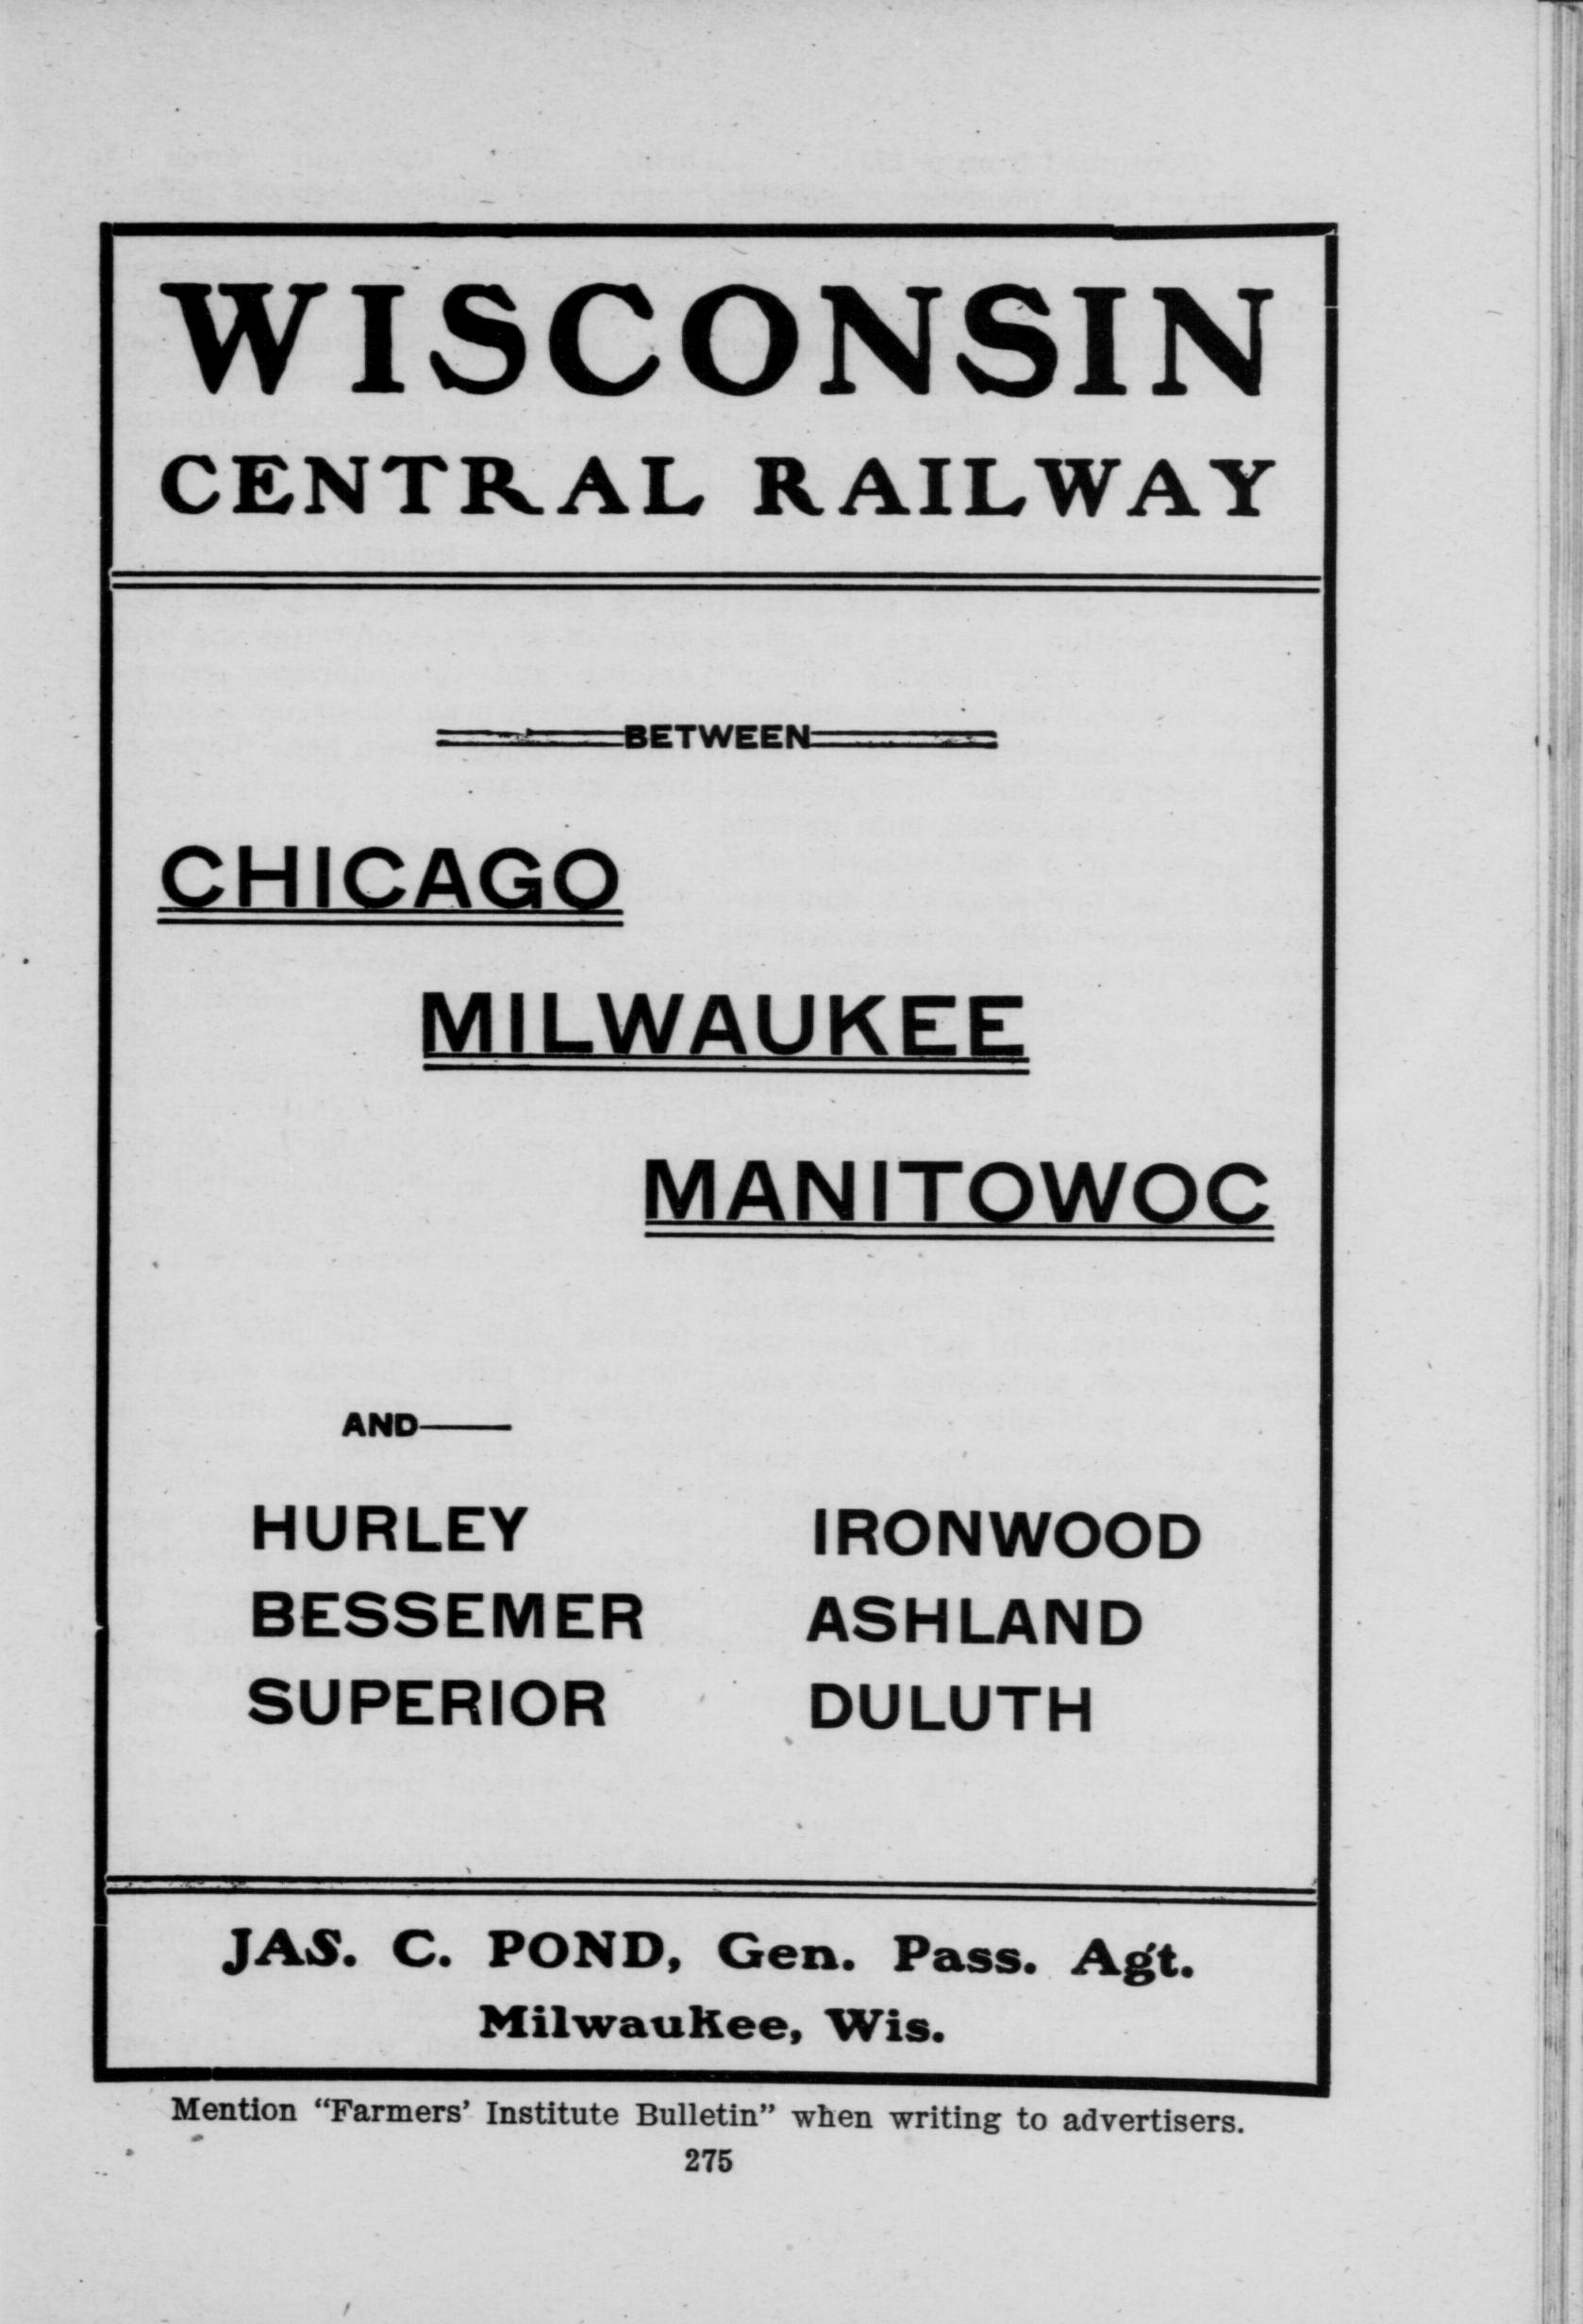 WISCONSIN
CENTRAL RAILWAY
BETWEEN
CHICAGO
MILWAUKEE
MANITOWOC
AND
HURLEY IRONWOOD
BESSEMER ASHLAND
SUPERIOR DULUTH
JAS. C. POND, Gen. Pass. Agt.
Milwaukee, Wis.
Mention “Farmers’ Institute Bulletin” when writing to advertisers.
275